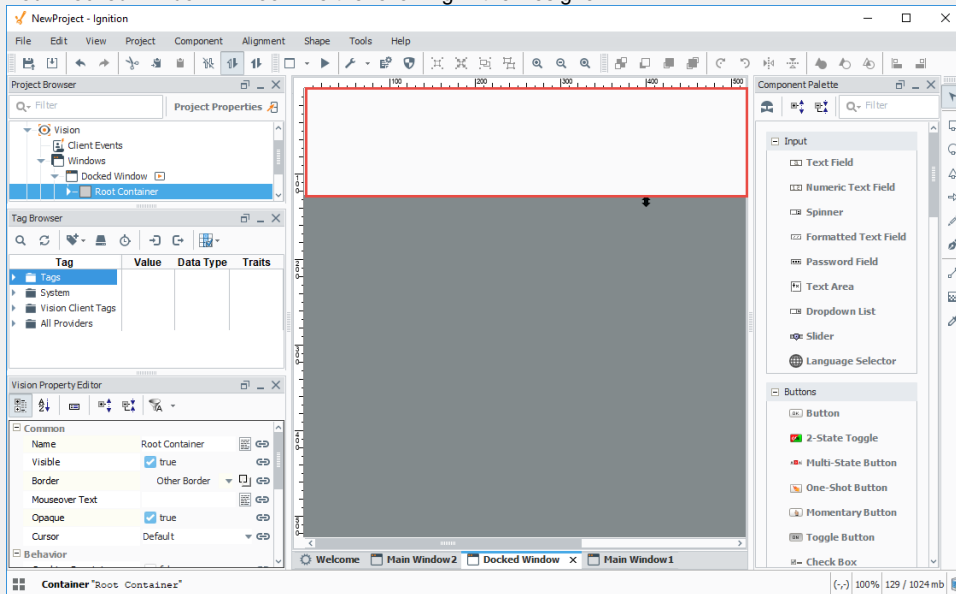 NewProject - Ignition
File Edit View Project Component Alignment Shape Tools Help
Project Browser
Filter
Project Properties
Vision
Client Events
Windows
Docked Window
Root Container
Tag Browser
Tag Value Data Type Traits
Tags
System
Vision Client Tags
All Providers
Vision Property Editor
Common
Name Root Container
Visible true
Border Other Border
Mouseover Text
Opaque true
Cursor Default
Behavior
100 200 300 400 500
100
200
300
400
Welcome Main Window2 Docked Window Main Window1
Component Palette
Filter
Input
Text Field
Numeric Text Field
Spinner
Formatted Text Field
Password Field
Text Area
Dropdown List
Slider
Language Selector
Buttons
Button
2-State Toggle
Multi-State Button
One-Shot Button
Momentary Button
Toggle Button
Check Box
Container "Root Container"
(-,-) 100% 129 / 1024 mb